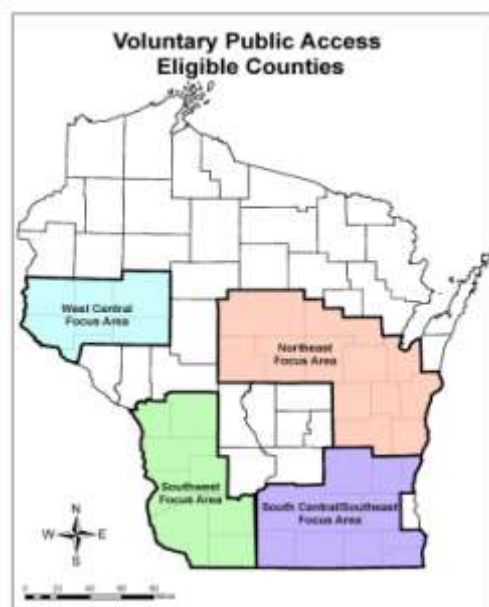 Voluntary Public Access
Eligible Counties
West Central
Focus Area
Northeast
Focus Area
Southwest
Focus Area
South Central/Southeast
Focus Area
N
W
E
S